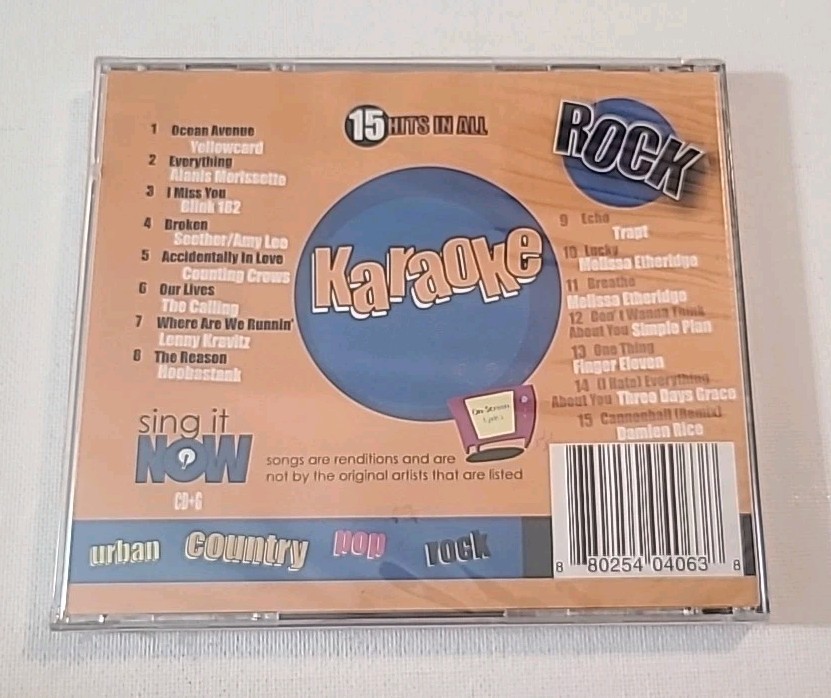 15 HITS IN ALL
ROCK
1 Ocean Avenue
Yellowcard
2 Everything
Alanis Morissette
3 I Miss You
Blink 182
4 Broken
Seether/Amy Lee
5 Accidentally In Love
Counting Crows
6 Our Lives
The Calling
7 Where Are We Runnin'
Lenny Kravitz
8 The Reason
Hoobastank
Karaoke
9 Echo
Trapt
10 Lucky
Melissa Etheridge
11 Breathe
Melissa Etheridge
12 Don't Wanna Think
About You Simple Plan
13 One Thing
Finger Eleven
14 (I Hate) Everything
About You Three Days Grace
15 Cannonball (Remix)
Damien Rice
On-Screen
Lyrics
sing it
NOW
CD+G
songs are renditions and are
not by the original artists that are listed
urban country pop rock
8 80254 04063 8